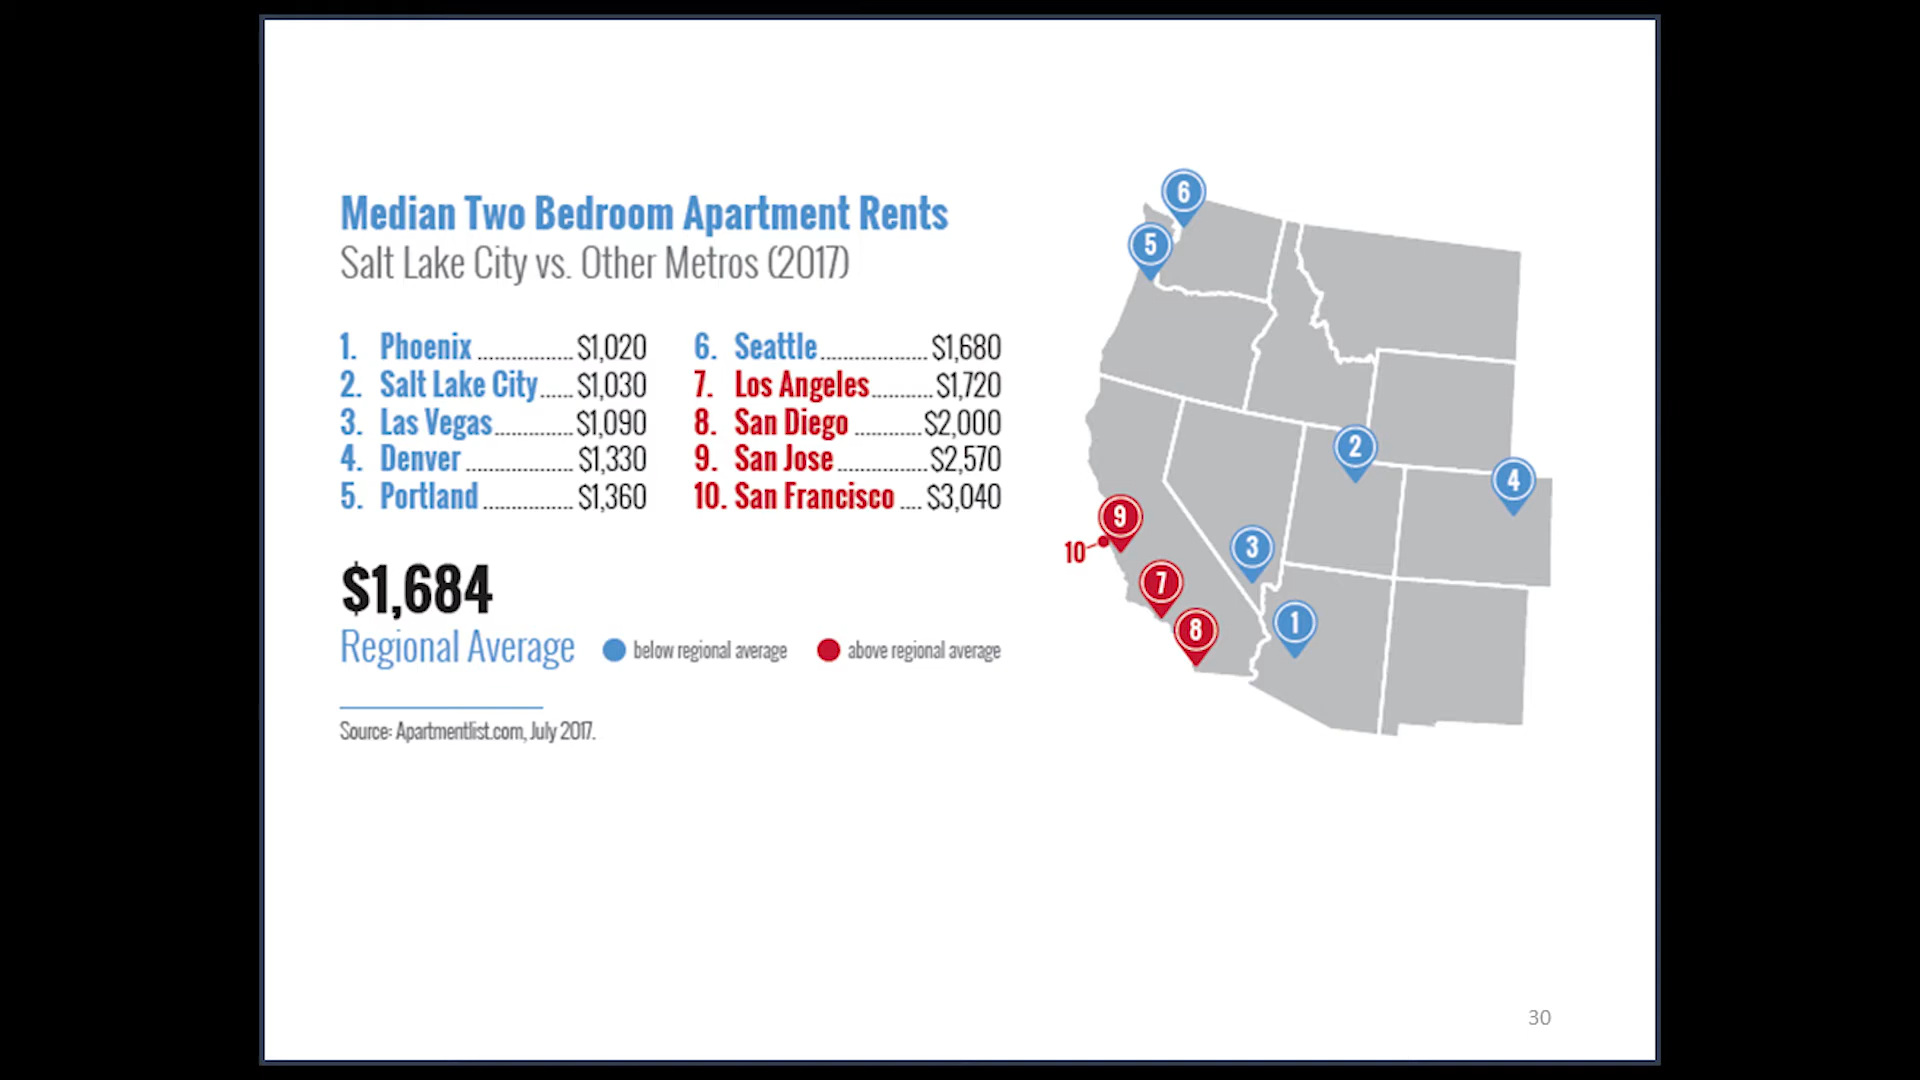 Median Two Bedroom Apartment Rents
Salt Lake City vs. Other Metros (2017)
1. Phoenix ................ $1,020
2. Salt Lake City ...... $1,030
3. Las Vegas ............. $1,090
4. Denver .................. $1,330
5. Portland ............... $1,360
6. Seattle .................. $1,680
7. Los Angeles .......... $1,720
8. San Diego ........... $2,000
9. San Jose ............... $2,570
10. San Francisco .... $3,040
$1,684
Regional Average
below regional average
above regional average
Source: Apartmentlist.com, July 2017.
6
5
2
4
9
10
3
7
1
8
30